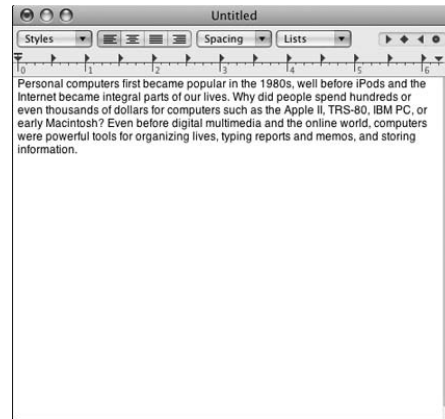 Untitled
Styles Spacing Lists
0 1 2 3 4 5 6
Personal computers first became popular in the 1980s, well before iPods and the
Internet became integral parts of our lives. Why did people spend hundreds or
even thousands of dollars for computers such as the Apple II, TRS-80, IBM PC, or
early Macintosh? Even before digital multimedia and the online world, computers
were powerful tools for organizing lives, typing reports and memos, and storing
information.